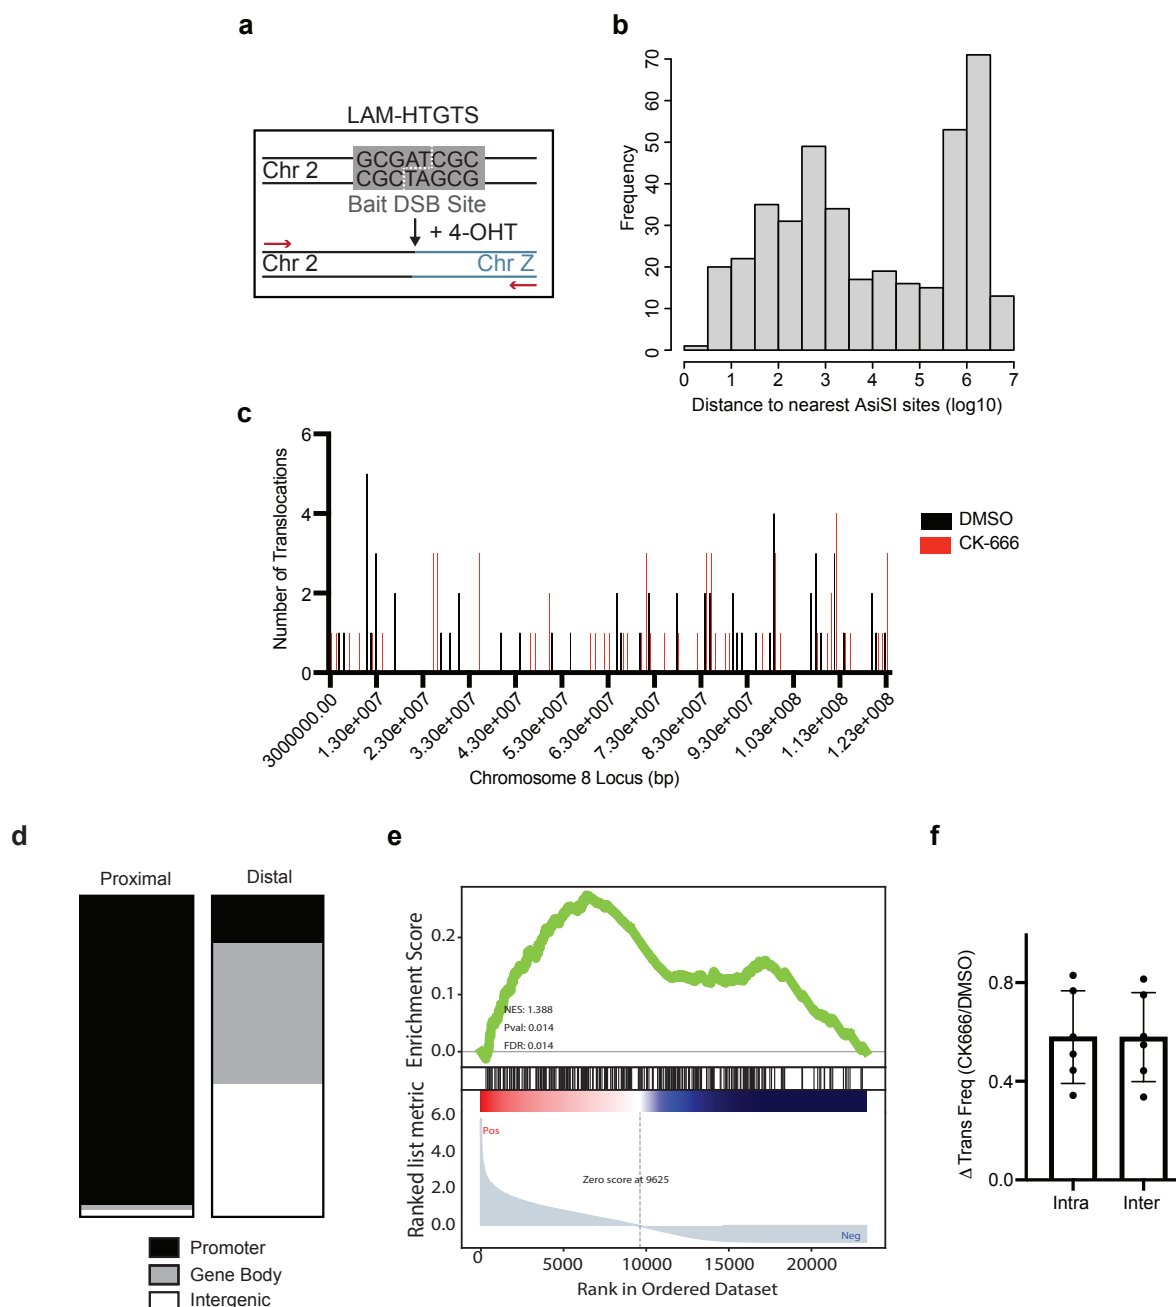 a
LAM-HTGTS
Chr 2
GCGATCGC
CGCTAGCG
Bait DSB Site
+ 4-OHT
Chr 2
Chr Z
b
Frequency
0
10
20
30
40
50
60
70
0 1 2 3 4 5 6 7
Distance to nearest AsiSI sites (log10)
c
Number of Translocations
6
4
2
0
3000000.00
1.30e+007
2.30e+007
3.30e+007
4.30e+007
5.30e+007
6.30e+007
7.30e+007
8.30e+007
9.30e+007
1.03e+008
1.13e+008
1.23e+008
Chromosome 8 Locus (bp)
DMSO
CK-666
d
Proximal
Distal
Promoter
Gene Body
Intergenic
e
Enrichment Score
0.2
0.1
0.0
NES: 1.388
Pval: 0.014
FDR: 0.014
Ranked list metric
6.0
4.0
2.0
0.0
Pos
Zero score at 9625
Neg
0 5000 10000 15000 20000
Rank in Ordered Dataset
f
Δ Trans Freq (CK666/DMSO)
0.8
0.4
0.0
Intra Inter